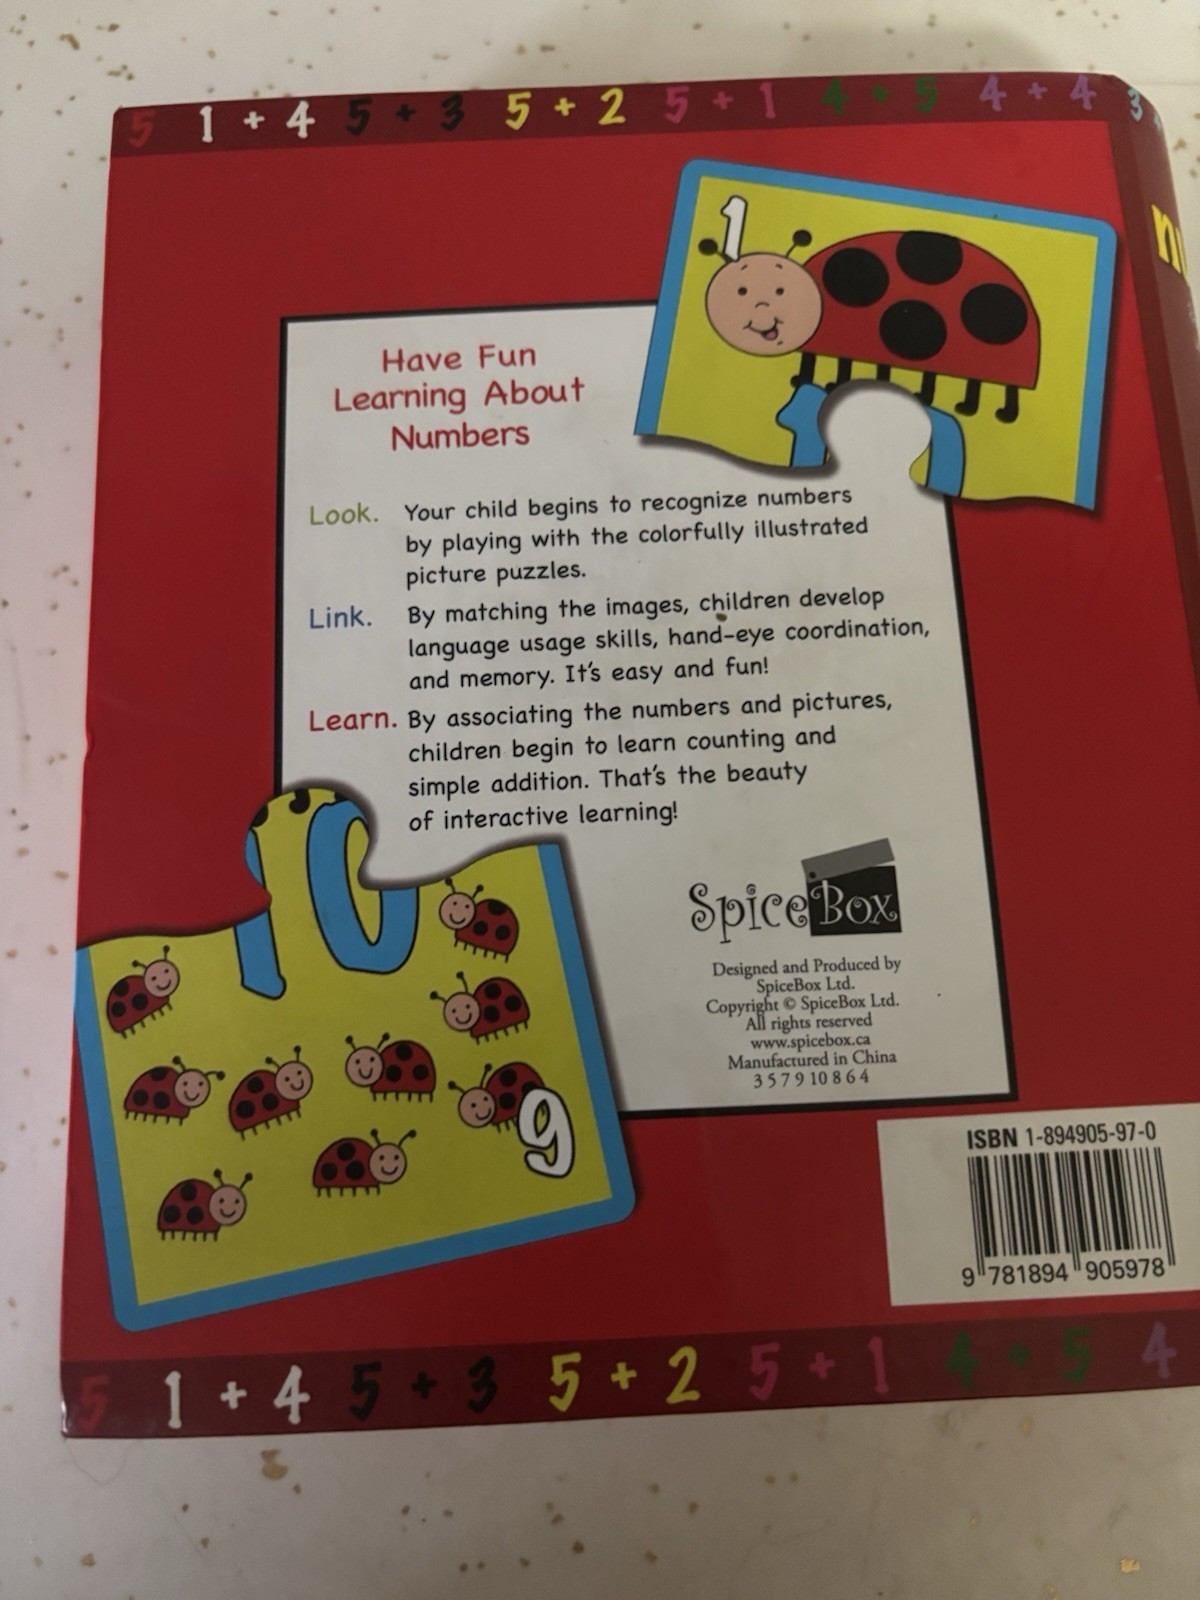 5 1 + 4 5 + 3 5 + 2 5 + 1 4 + 5 4 + 4 3
1
Have Fun
Learning About
Numbers
Look. Your child begins to recognize numbers
by playing with the colorfully illustrated
picture puzzles.
Link. By matching the images, children develop
language usage skills, hand-eye coordination,
and memory. It's easy and fun!
Learn. By associating the numbers and pictures,
children begin to learn counting and
simple addition. That's the beauty
of interactive learning!
10
9
SpiceBox
Designed and Produced by
SpiceBox Ltd.
Copyright © SpiceBox Ltd.
All rights reserved
www.spicebox.ca
Manufactured in China
3 5 7 9 10 8 6 4
ISBN 1-894905-97-0
9 781894 905978
5 1 + 4 5 + 3 5 + 2 5 + 1 4 + 5 4